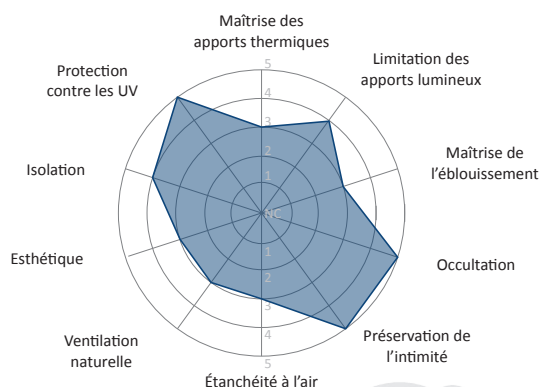 Maîtrise des
apports thermiques
Limitation des
apports lumineux
Protection
contre les UV
Maîtrise de
l'éblouissement
Isolation
Occultation
Esthétique
Préservation de
l'intimité
Ventilation
naturelle
Étanchéité à l'air
5
4
3
2
1
NC
1
2
3
4
5